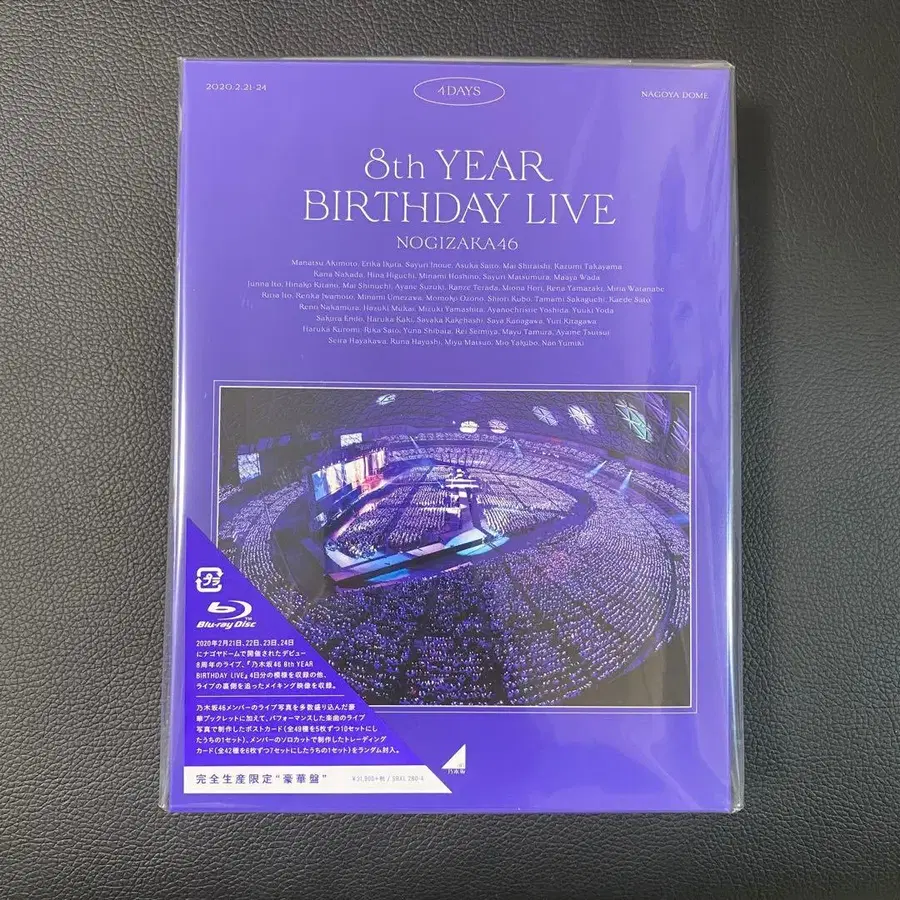 2020.2.21-24
4DAYS
NAGOYA DOME
8th YEAR
BIRTHDAY LIVE
NOGIZAKA46
Manatsu Akimoto, Erika Ikuta, Sayuri Inoue, Asuka Saito, Mai Shiraishi, Kazumi Takayama
Kana Nakada, Hina Higuchi, Minami Hoshino, Sayuri Matsumura, Maaya Wada
Junna Ito, Hinako Kitano, Mai Shinuchi, Ayane Suzuki, Ranze Terada, Miona Hori, Rena Yamazaki, Miria Watanabe
Riria Ito, Renka Iwamoto, Minami Umezawa, Momoko Ozono, Shiori Kubo, Tamami Sakaguchi, Kaede Sato
Reno Nakamura, Hazuki Mukai, Mizuki Yamashita, Ayanochristie Yoshida, Yuuki Yoda
Sakura Endo, Haruka Kaki, Sayaka Kakehashi, Saya Kanagawa, Yuri Kitagawa
Haruka Kuromi, Rika Sato, Yuna Shibata, Rei Seimiya, Mayu Tamura, Ayame Tsutsui
Seira Hayakawa, Runa Hayashi, Miyu Matsuo, Mio Yakubo, Nao Yumiki
Blu-ray Disc
2020年2月21日、22日、23日、24日
にナゴヤドームで開催されたデビュー
8周年のライブ、『乃木坂46 8th YEAR
BIRTHDAY LIVE』4日分の模様を収録の他、
ライブの裏側を追ったメイキング映像を収録。
乃木坂46メンバーのライブ写真を多数盛り込んだ豪
華ブックレットに加えて、パフォーマンスした楽曲のライブ
写真で制作したポストカード(全49種を5枚ずつ10セットにし
たうちの1セット)、メンバーのソロカットで制作したトレーディング
カード(全42種を6枚ずつ7セットにしたうちの1セット)をランダム封入。
完全生産限定"豪華盤"
乃木坂